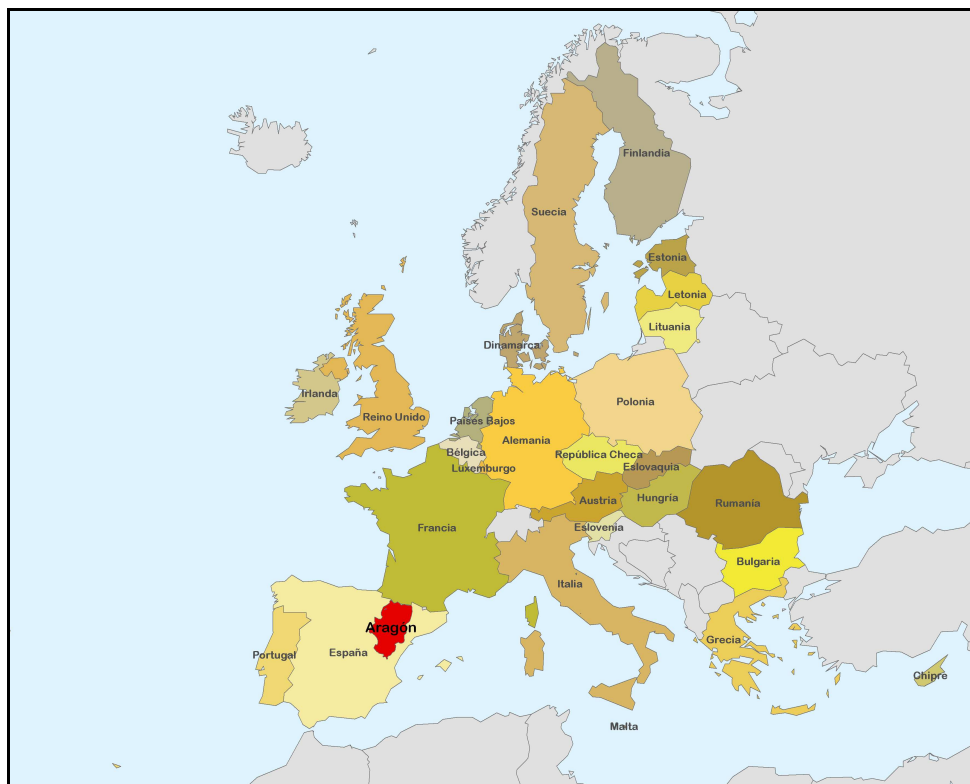 Finlandia
Suecia
Estonia
Letonia
Lituania
Dinamarca
Irlanda
Reino Unido
Países Bajos
Polonia
Alemania
Bélgica
República Checa
Luxemburgo
Eslovaquia
Austria
Hungría
Rumanía
Francia
Eslovenia
Bulgaria
Italia
Aragón
Grecia
Portugal
España
Chipre
Malta